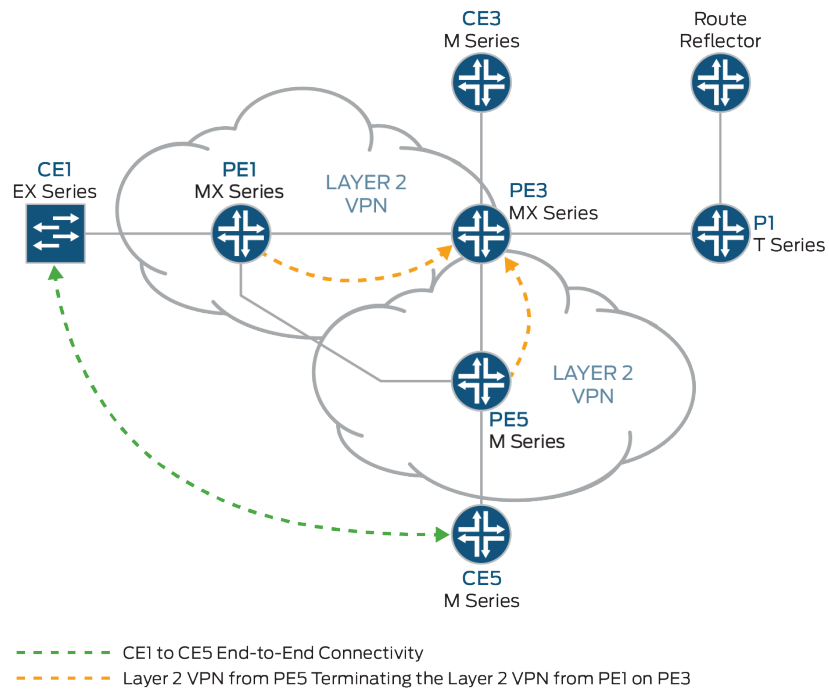 CE3
M Series
Route
Reflector
CE1
EX Series
PE1
MX Series
LAYER 2
VPN
PE3
MX Series
P1
T Series
LAYER 2
VPN
PE5
M Series
CE5
M Series
CE1 to CE5 End-to-End Connectivity
Layer 2 VPN from PE5 Terminating the Layer 2 VPN from PE1 on PE3